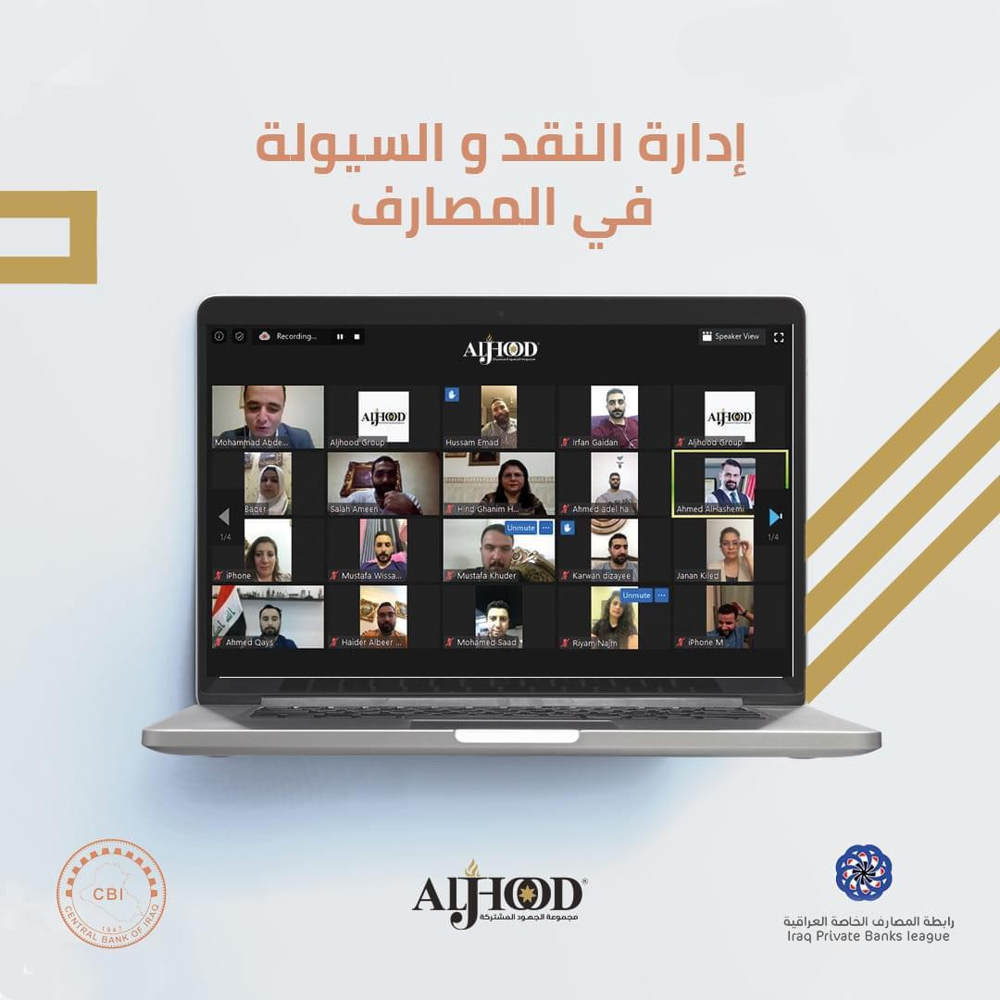 إدارة النقد و السيولة
في المصارف
Recording...
ALJHOOD
مجموعة الجهود المشتركة
Speaker View
Mohammad Abde...
Aljhood Group
Hussam Emad
Irfan Gaidan
Aljhood Group
ALJHOOD
ALJHOOD
Baqer
Salah Ameen
Hind Ghanim H...
Ahmed adel ha
Ahmed AlHashemi
1/4
1/4
Unmute
iPhone
Mustafa Wissa...
Mustafa Khuder
Karwan dizayee
Janan Kiled
Unmute
Ahmed Qays
Haider Albeer ...
Mohamed Saad
Riyam Najm
iPhone M
CBI
1947
CENTRAL BANK OF IRAQ
ALJHOOD®
مجموعة الجهود المشتركة
رابطة المصارف الخاصة العراقية
Iraq Private Banks league